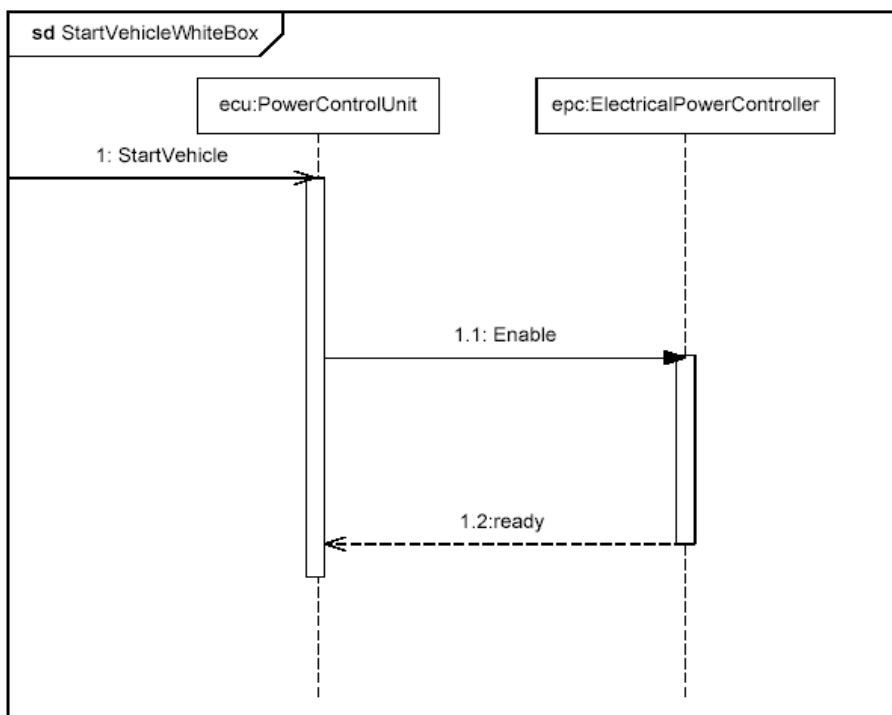 sd StartVehicleWhiteBox
ecu:PowerControlUnit
epc:ElectricalPowerController
1: StartVehicle
1.1: Enable
1.2:ready